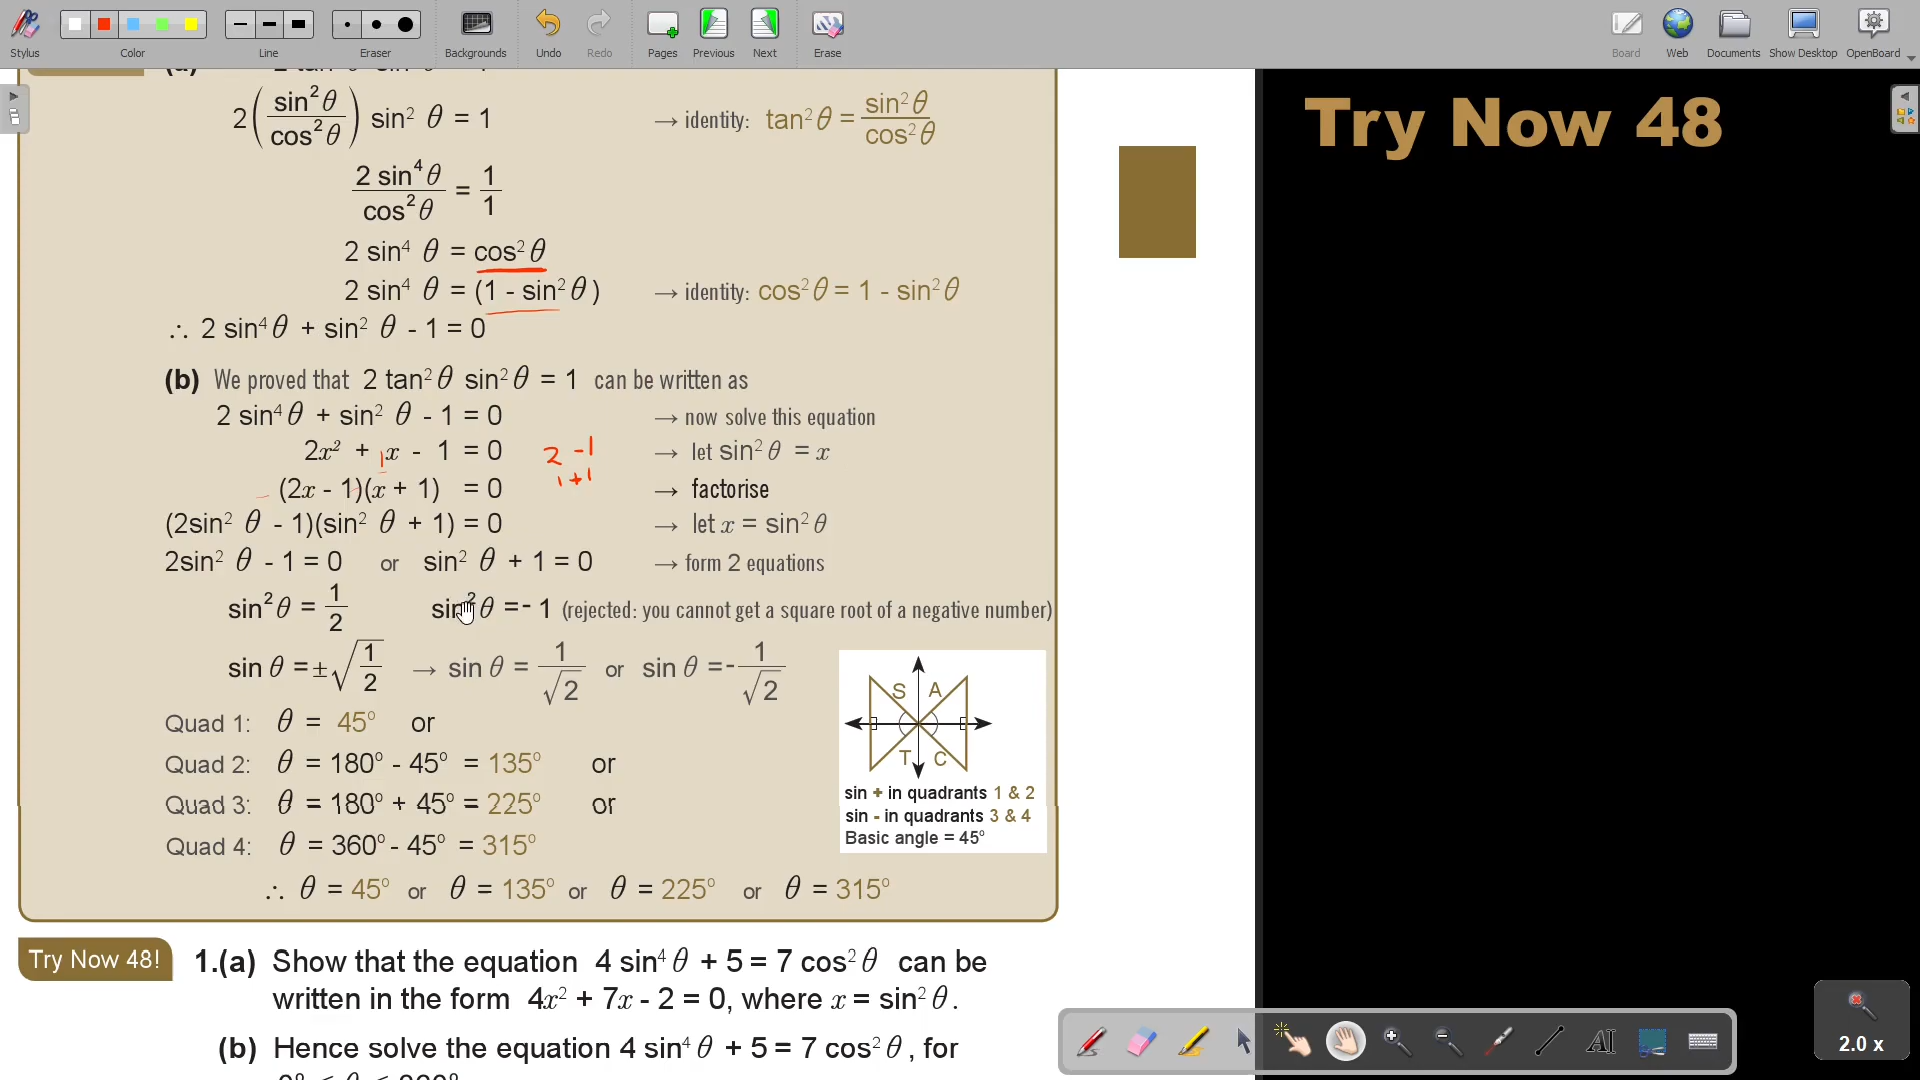 Stylus Color Line Eraser Backgrounds Undo Redo Pages Previous Next Erase Board Web Documents Show Desktop OpenBoard
Try Now 48
2(sin²θ/cos²θ) sin² θ = 1 → identity: tan²θ = sin²θ/cos²θ
2 sin⁴θ/cos²θ = 1/1
2 sin⁴ θ = cos²θ
2 sin⁴ θ = (1 - sin²θ) → identity: cos²θ = 1 - sin²θ
∴ 2 sin⁴θ + sin² θ - 1 = 0
(b) We proved that 2 tan²θ sin²θ = 1 can be written as
2 sin⁴θ + sin² θ - 1 = 0 → now solve this equation
2x² + 1x - 1 = 0 2 -1 → let sin²θ = x
(2x - 1)(x + 1) = 0 1 +1 → factorise
(2sin² θ - 1)(sin² θ + 1) = 0 → let x = sin²θ
2sin² θ - 1 = 0 or sin² θ + 1 = 0 → form 2 equations
sin²θ = 1/2 sin²θ = - 1 (rejected: you cannot get a square root of a negative number)
sin θ = ±√1/2 → sin θ = 1/√2 or sin θ = - 1/√2
Quad 1: θ = 45° or
Quad 2: θ = 180° - 45° = 135° or
Quad 3: θ = 180° + 45° = 225° or
Quad 4: θ = 360° - 45° = 315°
∴ θ = 45° or θ = 135° or θ = 225° or θ = 315°
S A
T C
sin + in quadrants 1 & 2
sin - in quadrants 3 & 4
Basic angle = 45°
Try Now 48! 1.(a) Show that the equation 4 sin⁴θ + 5 = 7 cos²θ can be
written in the form 4x² + 7x - 2 = 0, where x = sin²θ.
(b) Hence solve the equation 4 sin⁴ θ + 5 = 7 cos² θ, for
AI
2.0 x